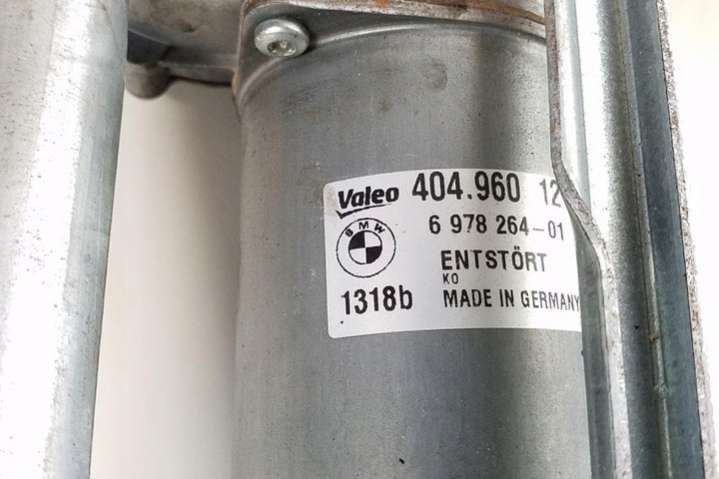 Valeo 404.960 12
BMW
6 978 264-01
ENTSTÖRT
KO
1318b MADE IN GERMANY